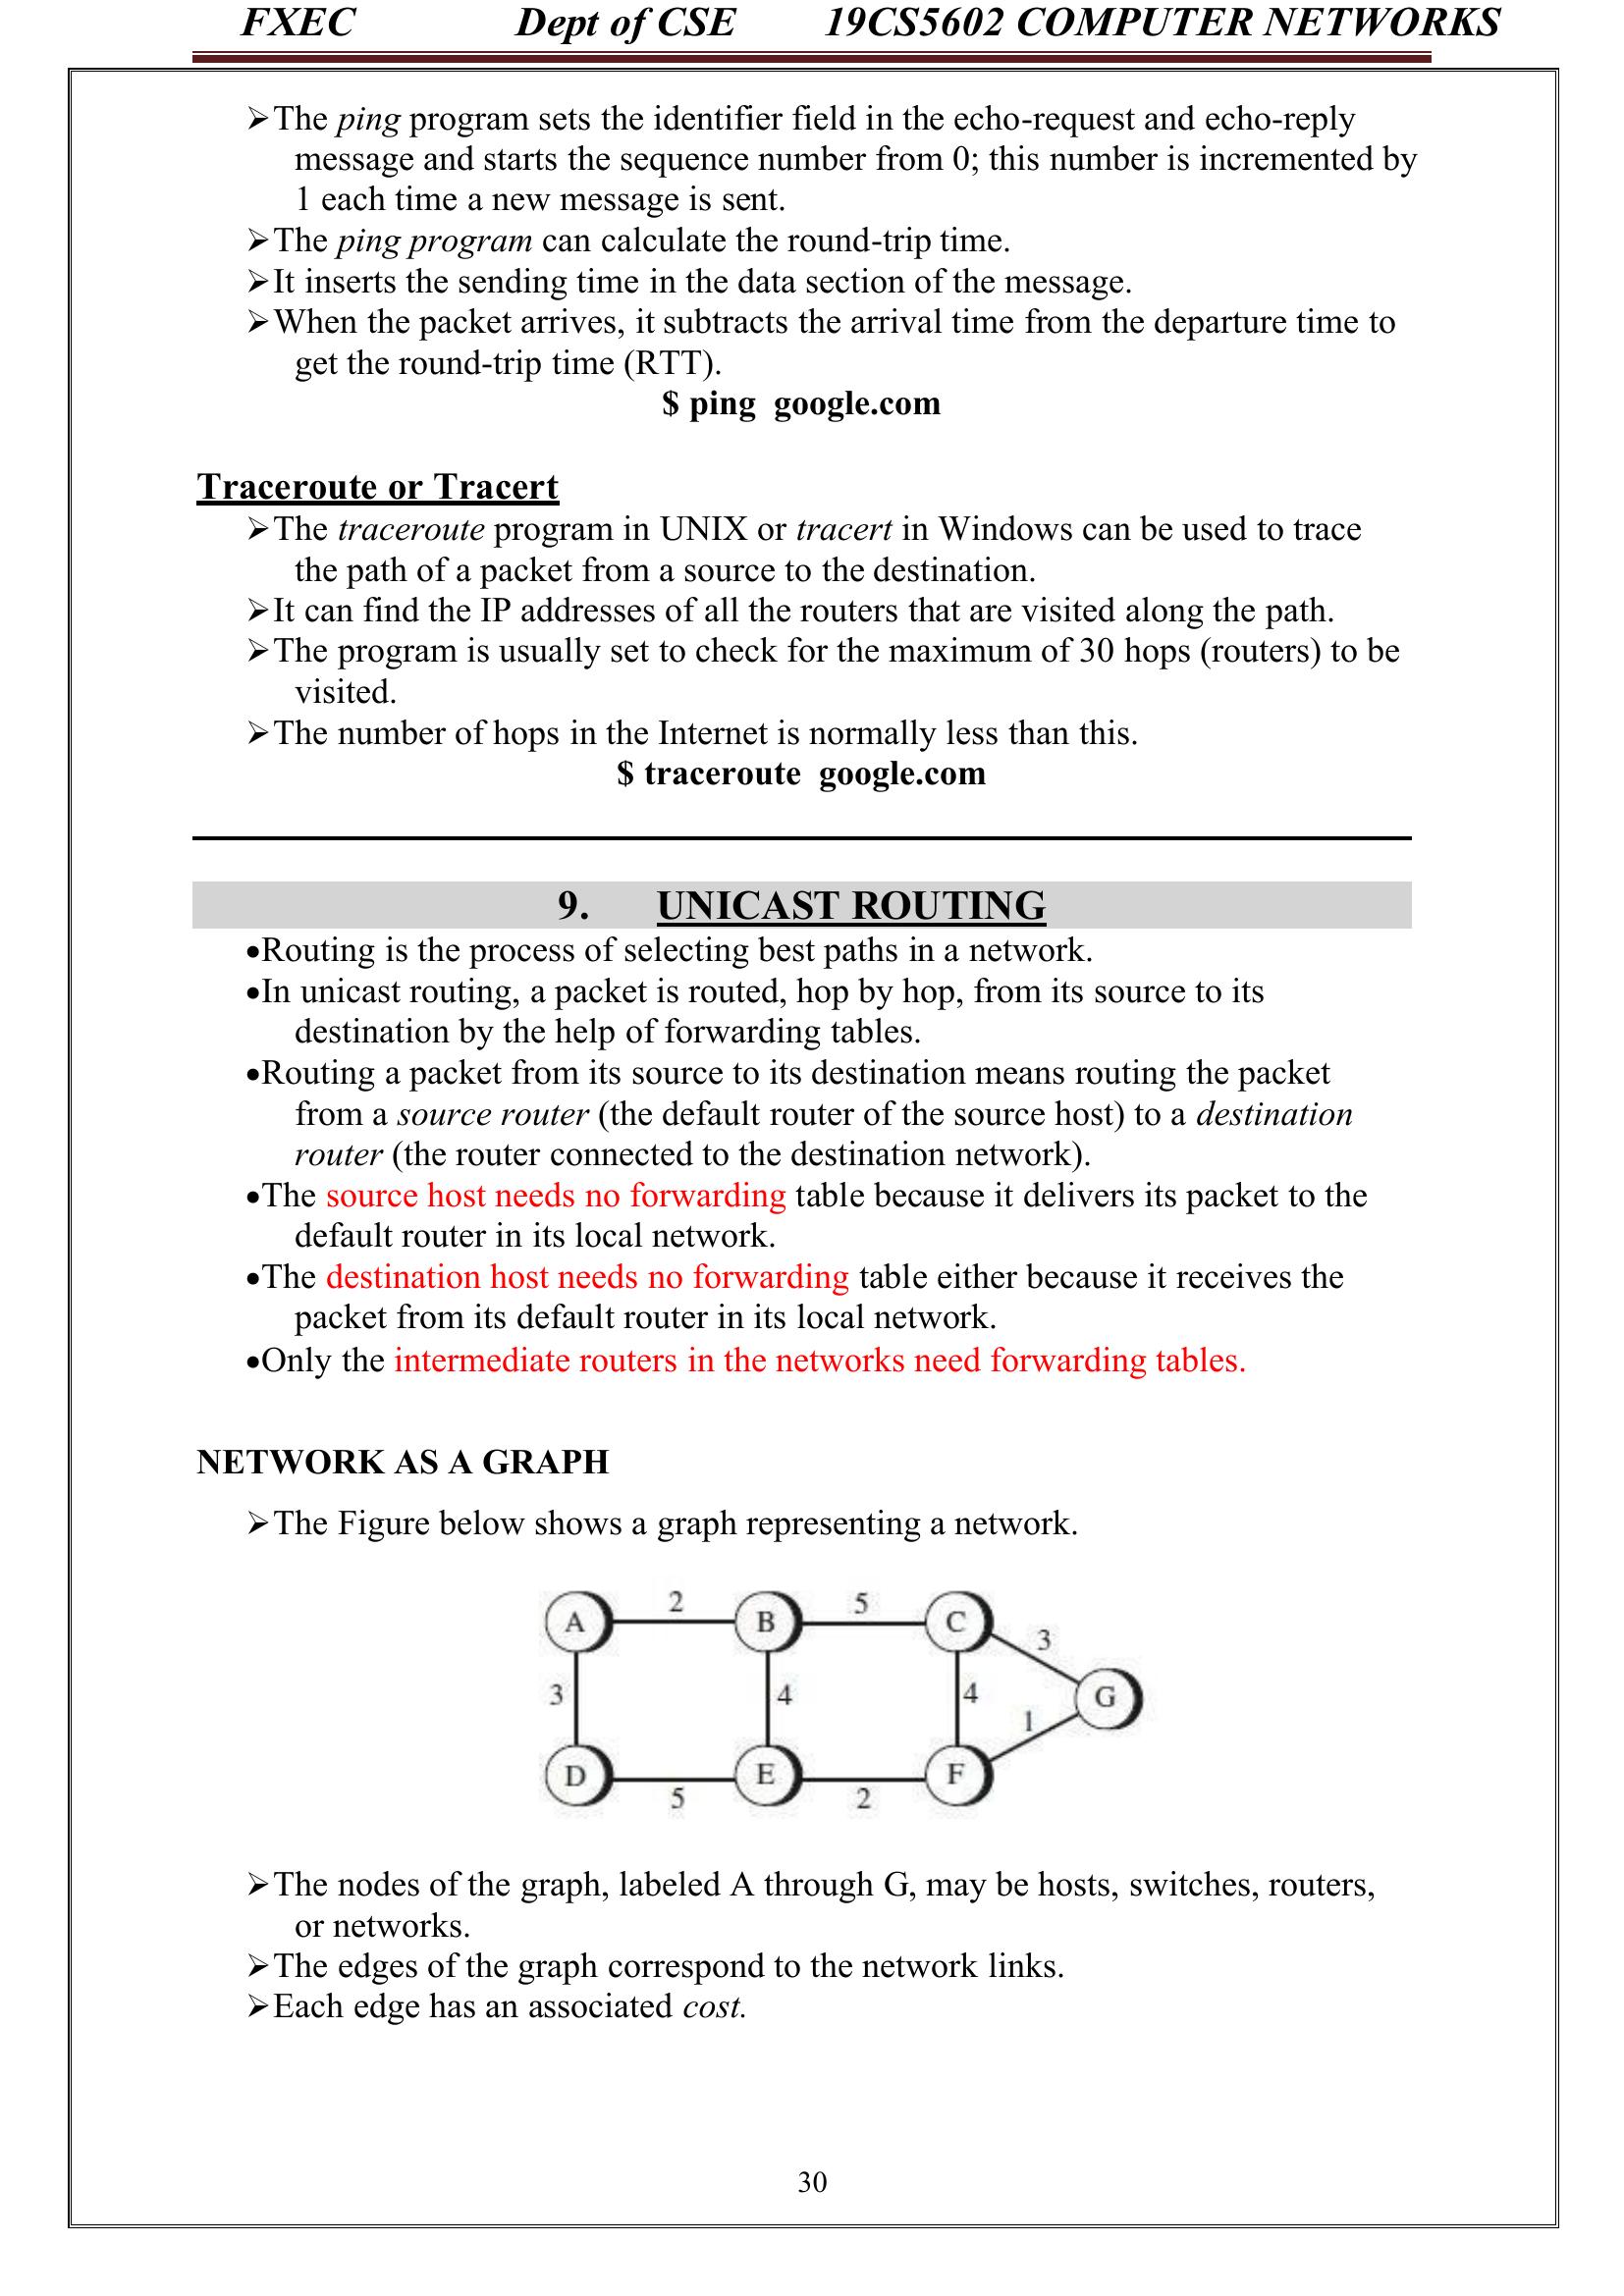 FXEC Dept of CSE 19CS5602 COMPUTER NETWORKS
➢The ping program sets the identifier field in the echo-request and echo-reply
message and starts the sequence number from 0; this number is incremented by
1 each time a new message is sent.
➢The ping program can calculate the round-trip time.
➢It inserts the sending time in the data section of the message.
➢When the packet arrives, it subtracts the arrival time from the departure time to
get the round-trip time (RTT).
$ ping google.com
Traceroute or Tracert
➢The traceroute program in UNIX or tracert in Windows can be used to trace
the path of a packet from a source to the destination.
➢It can find the IP addresses of all the routers that are visited along the path.
➢The program is usually set to check for the maximum of 30 hops (routers) to be
visited.
➢The number of hops in the Internet is normally less than this.
$ traceroute google.com
9. UNICAST ROUTING
•Routing is the process of selecting best paths in a network.
•In unicast routing, a packet is routed, hop by hop, from its source to its
destination by the help of forwarding tables.
•Routing a packet from its source to its destination means routing the packet
from a source router (the default router of the source host) to a destination
router (the router connected to the destination network).
•The source host needs no forwarding table because it delivers its packet to the
default router in its local network.
•The destination host needs no forwarding table either because it receives the
packet from its default router in its local network.
•Only the intermediate routers in the networks need forwarding tables.
NETWORK AS A GRAPH
➢The Figure below shows a graph representing a network.
A 2 B 5 C
3
3 4 4 G
1
D E F
5 2
➢The nodes of the graph, labeled A through G, may be hosts, switches, routers,
or networks.
➢The edges of the graph correspond to the network links.
➢Each edge has an associated cost.
30